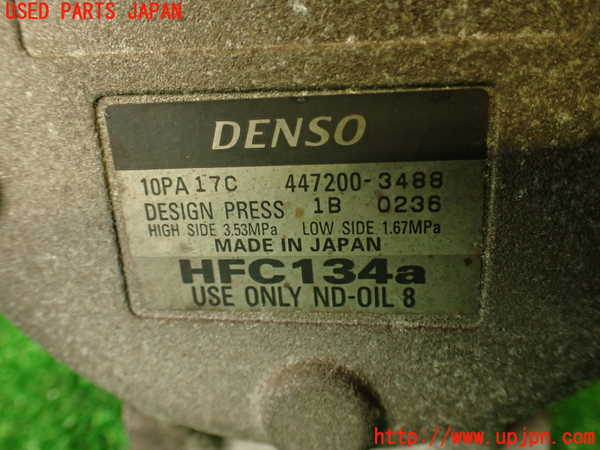 USED PARTS JAPAN
DENSO
10PA17C 447200-3488
DESIGN PRESS 1B 0236
HIGH SIDE 3.53MPa LOW SIDE 1.67MPa
MADE IN JAPAN
HFC134a
USE ONLY ND-OIL 8
http://www.upjpn.com/